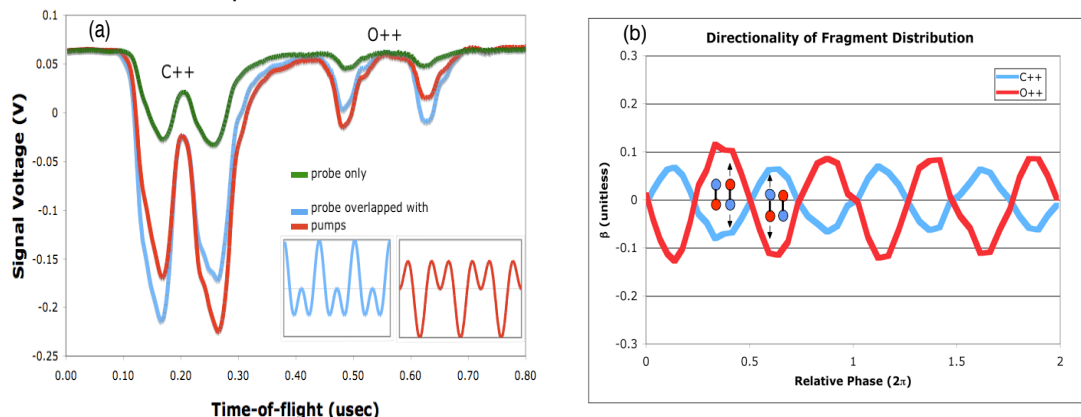 (a)
C++
O++
probe only
probe overlapped with
pumps
0.1
0.05
0
-0.05
-0.1
-0.15
-0.2
-0.25
Signal Voltage (V)
0.00 0.10 0.20 0.30 0.40 0.50 0.60 0.70 0.80
Time-of-flight (usec)
(b)
Directionality of Fragment Distribution
C++
O++
0.3
0.2
0.1
0
-0.1
-0.2
-0.3
β (unitless)
0 0.5 1 1.5 2
Relative Phase (2π)